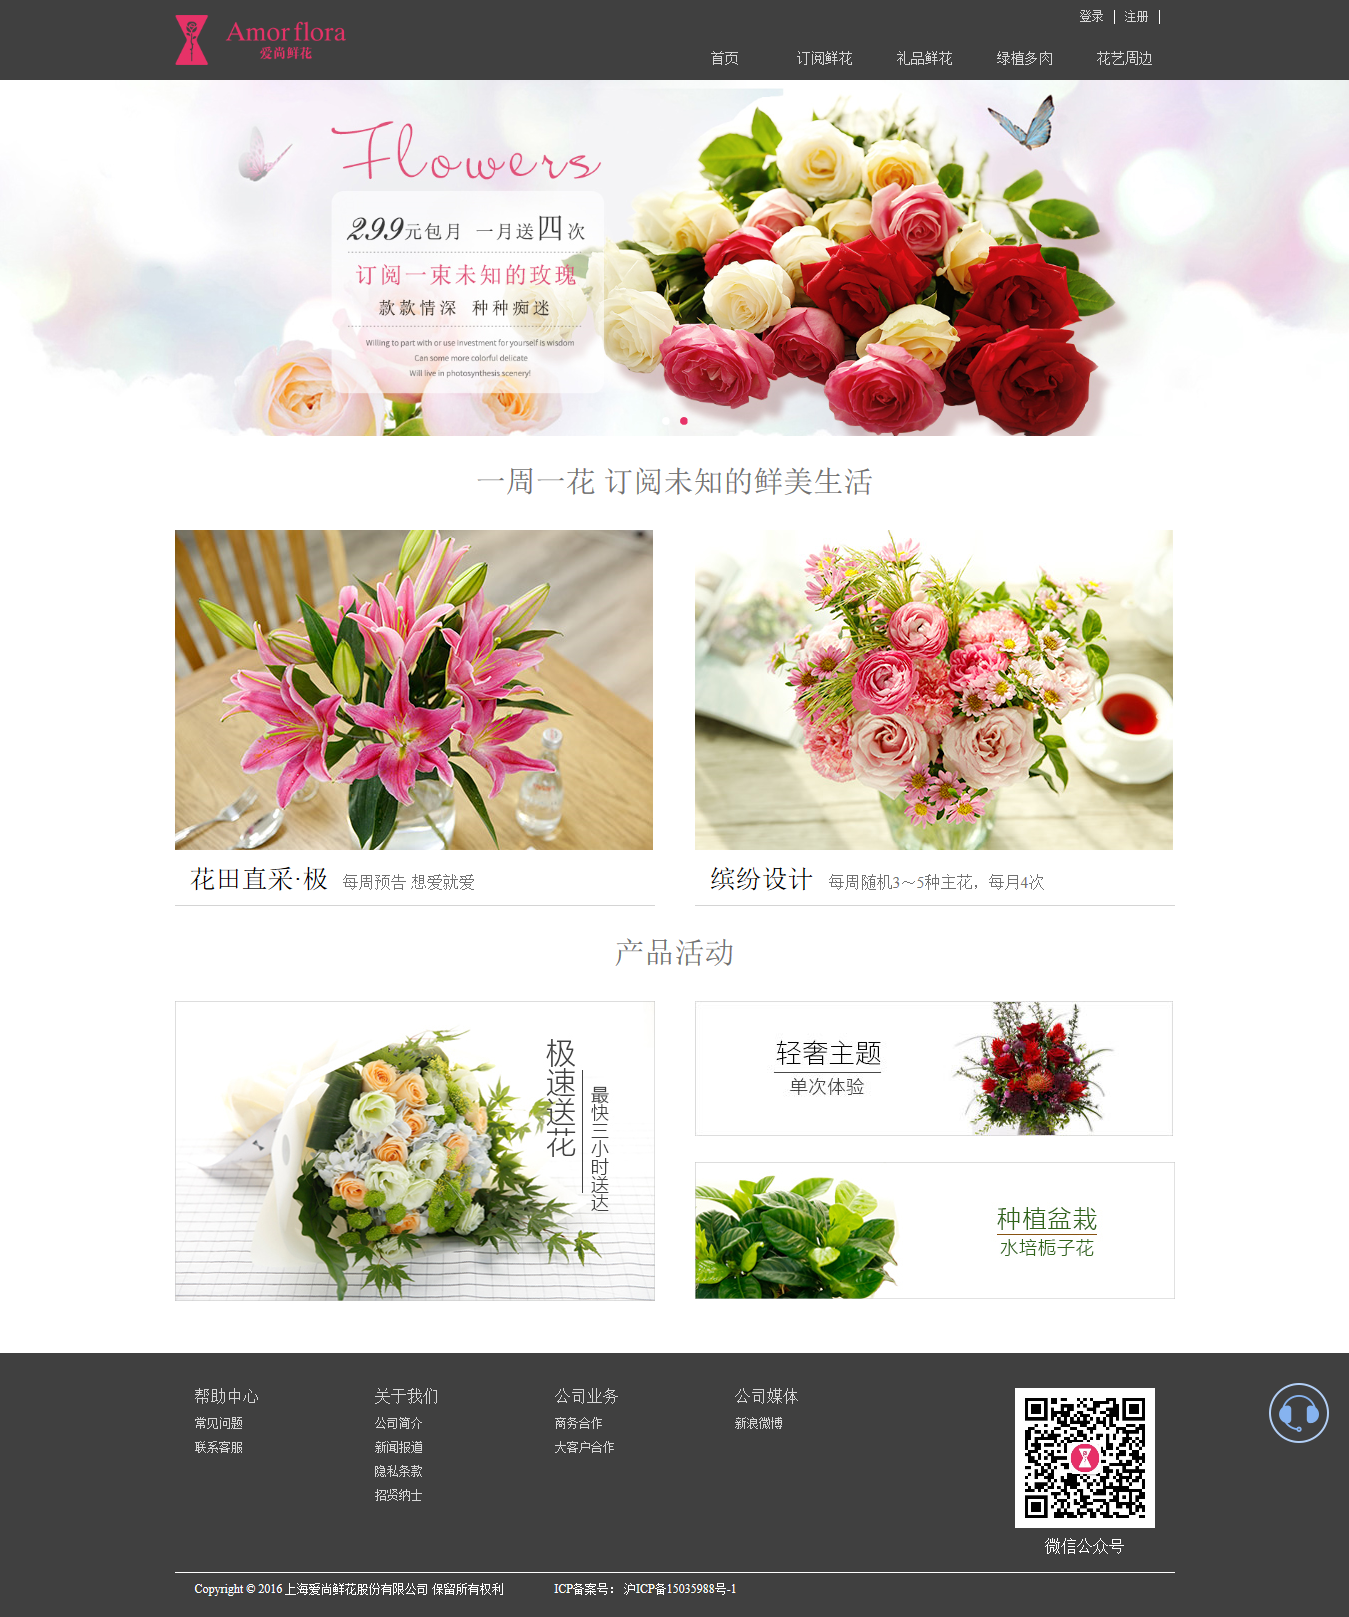 登录
注册
Amor flora
爱尚鲜花
首页
订阅鲜花
礼品鲜花
绿植多肉
花艺周边
Flowers
299元包月 一月送四次
订阅一束未知的玫瑰
款款情深 种种痴迷
Willing to part with or use investment for yourself is wisdom
Can some more colorful delicate
Will live in photosynthesis scenery!
一周一花 订阅未知的鲜美生活
花田直采·极 每周预告 想爱就爱
缤纷设计 每周随机3～5种主花，每月4次
产品活动
极速送花
最快三小时送达
轻奢主题
单次体验
种植盆栽
水培栀子花
帮助中心
常见问题
联系客服
关于我们
公司简介
新闻报道
隐私条款
招贤纳士
公司业务
商务合作
大客户合作
公司媒体
新浪微博
微信公众号
Copyright © 2016 上海爱尚鲜花股份有限公司 保留所有权利
ICP备案号： 沪ICP备15035988号-1